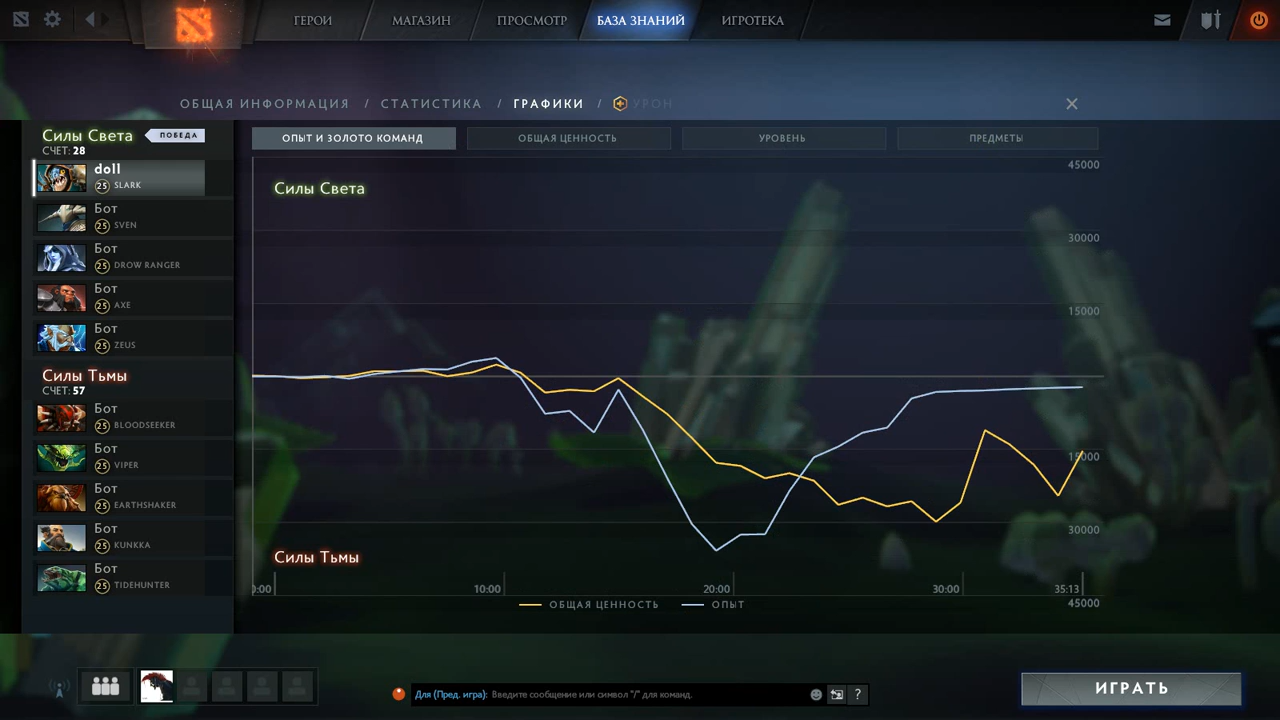 ГЕРОИ
МАГАЗИН
ПРОСМОТР
БАЗА ЗНАНИЙ
ИГРОТЕКА
ОБЩАЯ ИНФОРМАЦИЯ / СТАТИСТИКА / ГРАФИКИ / УРОН
Силы Света ПОБЕДА
СЧЕТ: 28
doll
25 SLARK
Бот
25 SVEN
Бот
25 DROW RANGER
Бот
25 AXE
Бот
25 ZEUS
Силы Тьмы
СЧЕТ: 57
Бот
25 BLOODSEEKER
Бот
25 VIPER
Бот
25 EARTHSHAKER
Бот
25 KUNKKA
Бот
25 TIDEHUNTER
ОПЫТ И ЗОЛОТО КОМАНД
ОБЩАЯ ЦЕННОСТЬ
УРОВЕНЬ
ПРЕДМЕТЫ
45000
Силы Света
30000
15000
15000
30000
Силы Тьмы
0:00 10:00 20:00 30:00 35:13
45000
ОБЩАЯ ЦЕННОСТЬ ОПЫТ
Для (Пред. игра): Введите сообщение или символ "/" для команд.
?
ИГРАТЬ